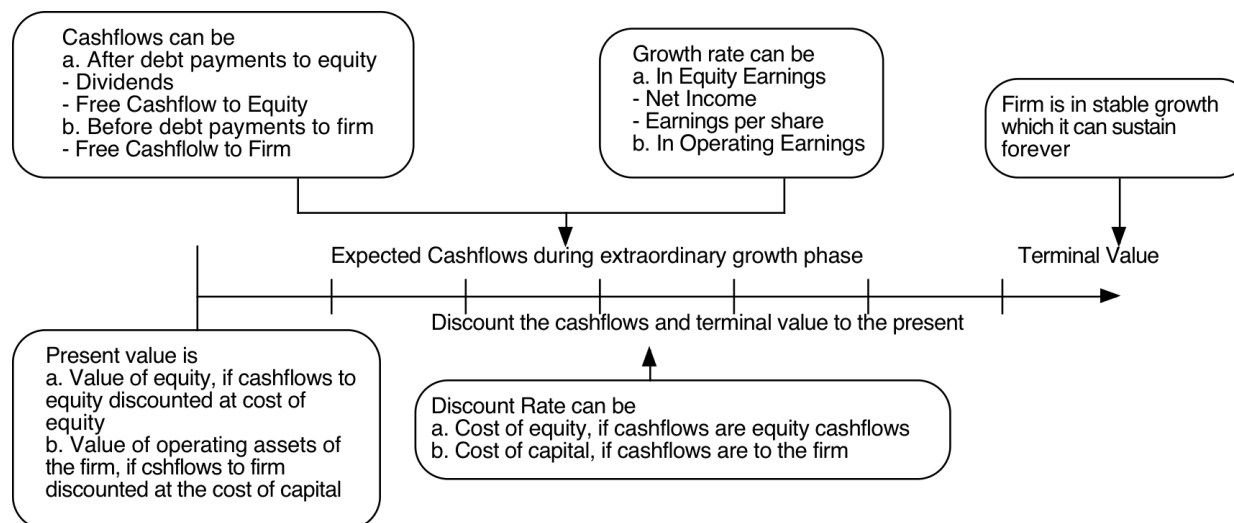 Cashflows can be
a. After debt payments to equity
- Dividends
- Free Cashflow to Equity
b. Before debt payments to firm
- Free Cashflolw to Firm
Growth rate can be
a. In Equity Earnings
- Net Income
- Earnings per share
b. In Operating Earnings
Firm is in stable growth
which it can sustain
forever
Expected Cashflows during extraordinary growth phase
Terminal Value
Discount the cashflows and terminal value to the present
Present value is
a. Value of equity, if cashflows to
equity discounted at cost of
equity
b. Value of operating assets of
the firm, if cshflows to firm
discounted at the cost of capital
Discount Rate can be
a. Cost of equity, if cashflows are equity cashflows
b. Cost of capital, if cashflows are to the firm